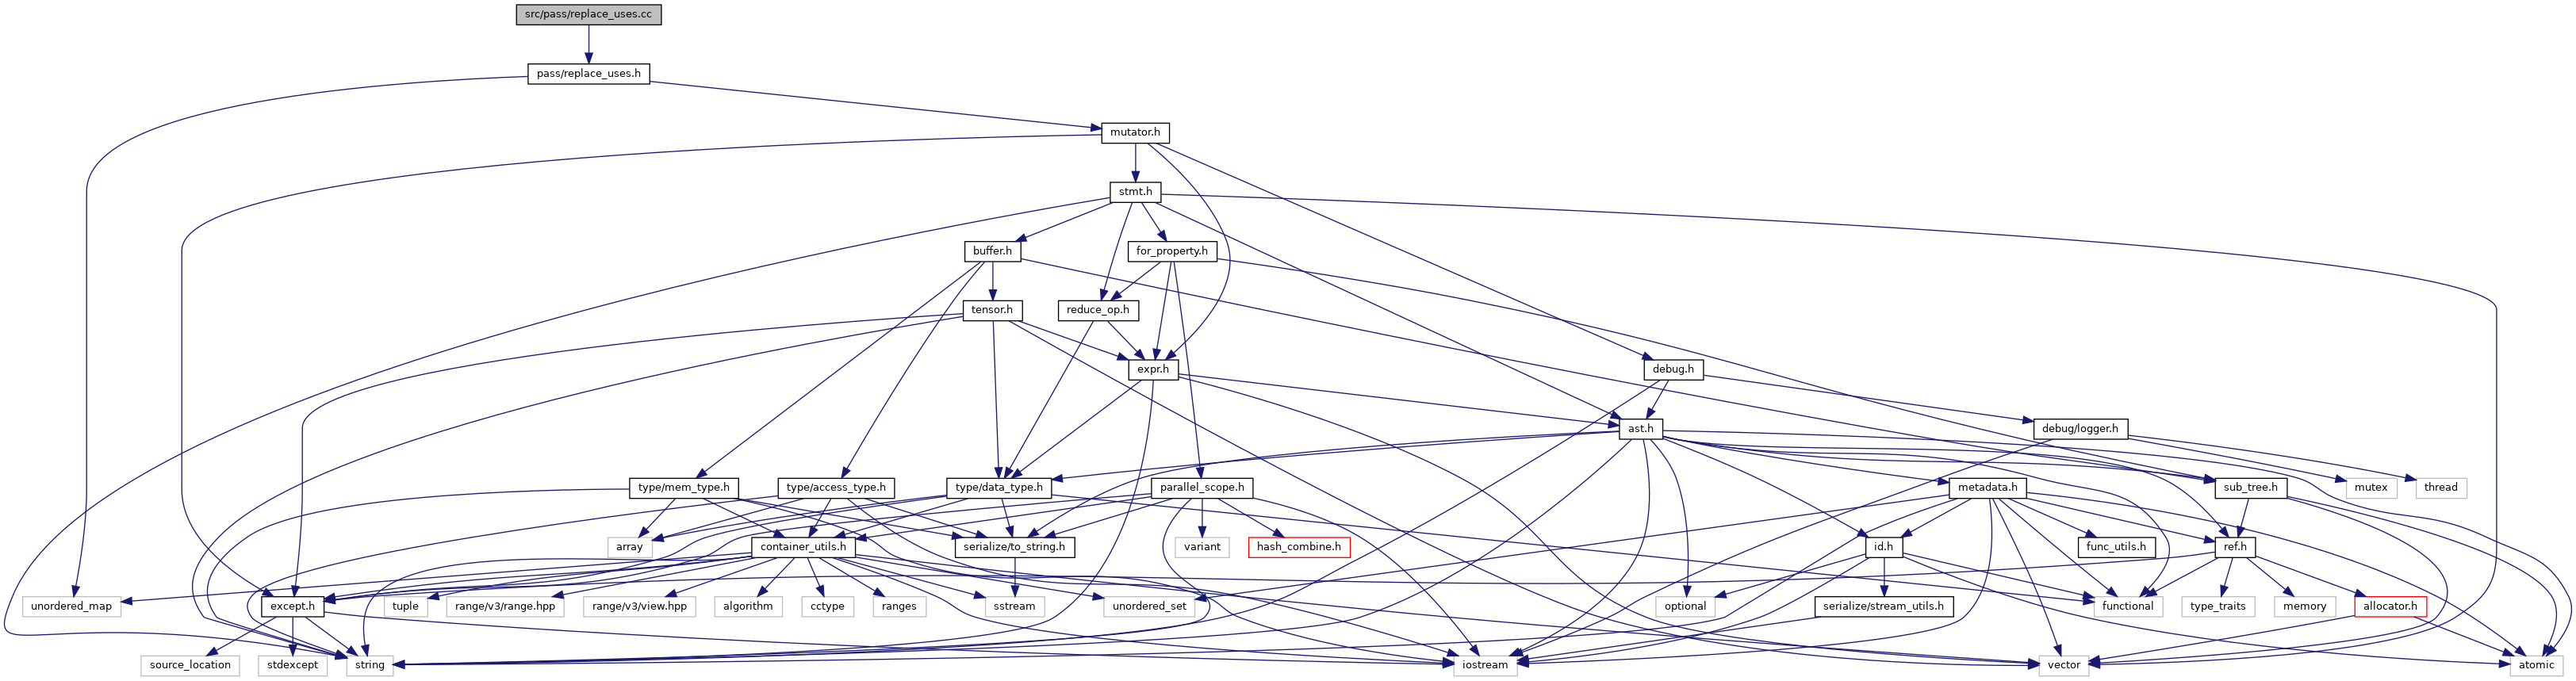 src/pass/replace_uses.cc
pass/replace_uses.h
mutator.h
stmt.h
buffer.h
for_property.h
tensor.h
reduce_op.h
expr.h
debug.h
ast.h
debug/logger.h
type/mem_type.h
type/access_type.h
type/data_type.h
parallel_scope.h
metadata.h
sub_tree.h
mutex
thread
array
container_utils.h
serialize/to_string.h
variant
hash_combine.h
id.h
func_utils.h
ref.h
unordered_map
except.h
tuple
range/v3/range.hpp
range/v3/view.hpp
algorithm
cctype
ranges
sstream
unordered_set
optional
serialize/stream_utils.h
functional
type_traits
memory
allocator.h
source_location
stdexcept
string
iostream
vector
atomic